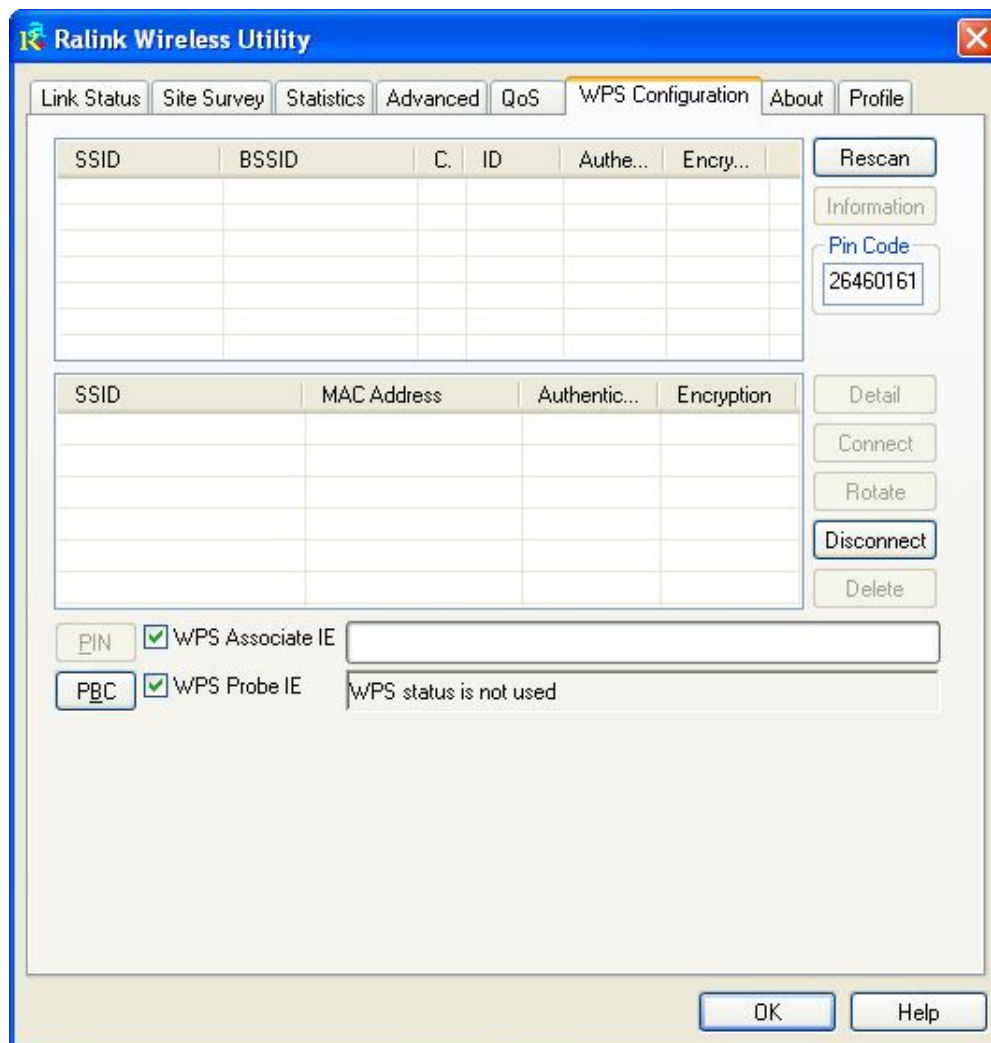 Ralink Wireless Utility
Link Status Site Survey Statistics Advanced QoS WPS Configuration About Profile
SSID BSSID C. ID Authe... Encry...
Rescan
Information
Pin Code
26460161
SSID MAC Address Authentic... Encryption
Detail
Connect
Rotate
Disconnect
Delete
PIN WPS Associate IE
PBC WPS Probe IE WPS status is not used
OK Help